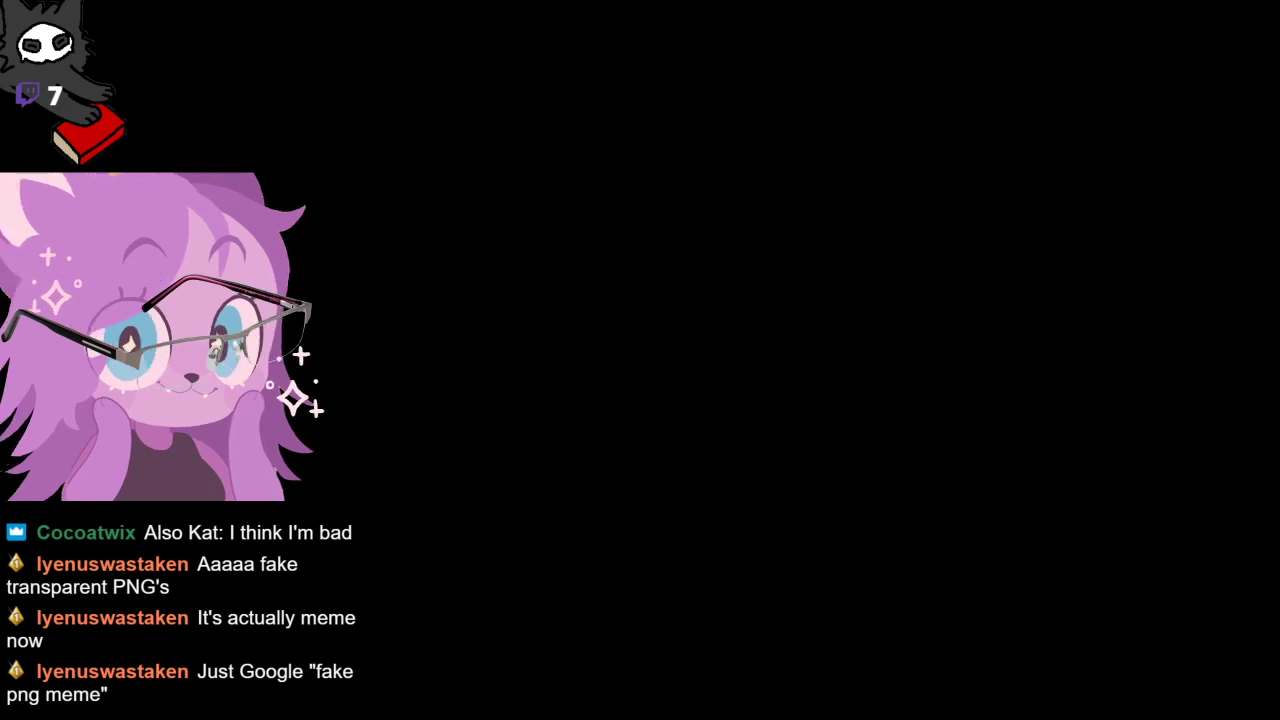 7
Cocoatwix Also Kat: I think I'm bad
lyenuswastaken Aaaaa fake
transparent PNG's
lyenuswastaken It's actually meme
now
lyenuswastaken Just Google "fake
png meme"